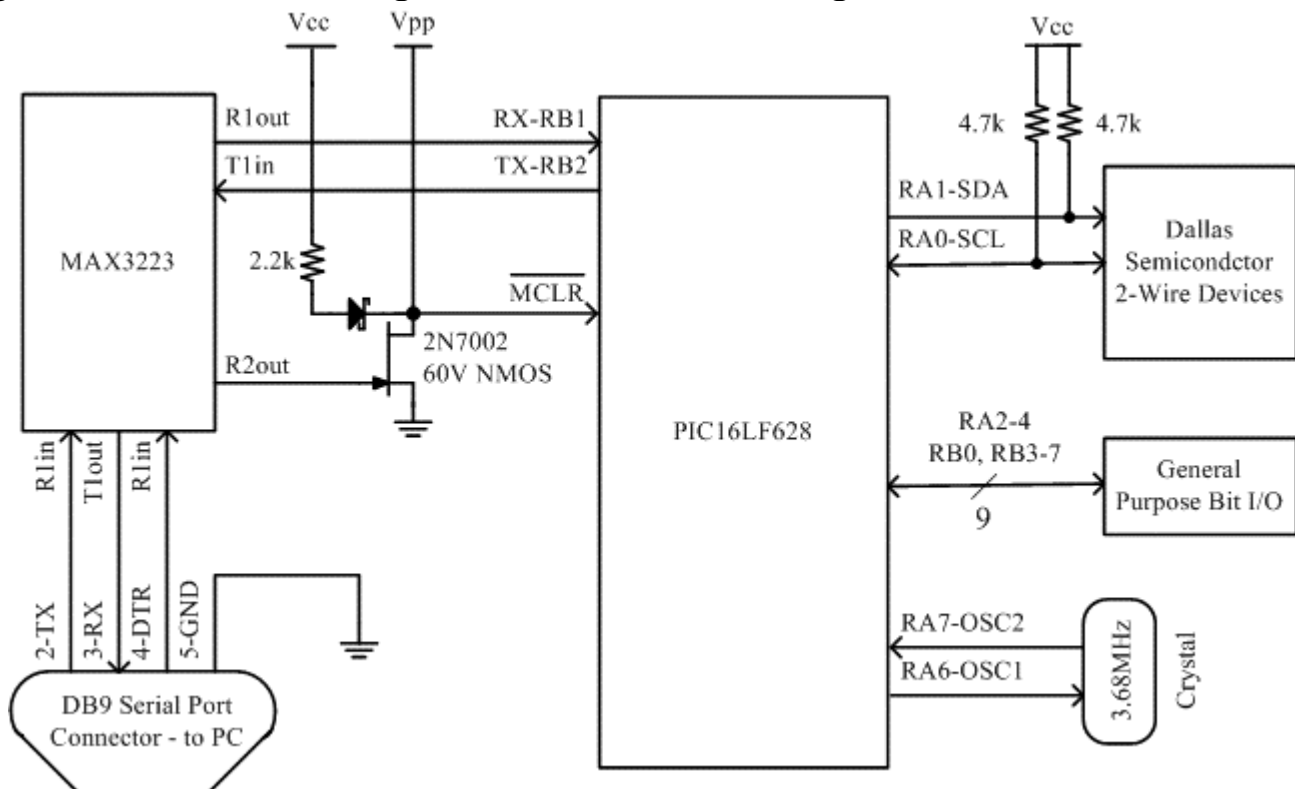 Vcc
Vpp
Vcc
R1out
RX-RB1
T1in
TX-RB2
4.7k
4.7k
RA1-SDA
RA0-SCL
Dallas
Semicondctor
2-Wire Devices
MAX3223
2.2k
MCLR
2N7002
60V NMOS
R2out
PIC16LF628
RA2-4
RB0, RB3-7
9
General
Purpose Bit I/O
R1in
T1out
R1in
2-TX
3-RX
4-DTR
5-GND
RA7-OSC2
RA6-OSC1
3.68MHz
Crystal
DB9 Serial Port
Connector - to PC